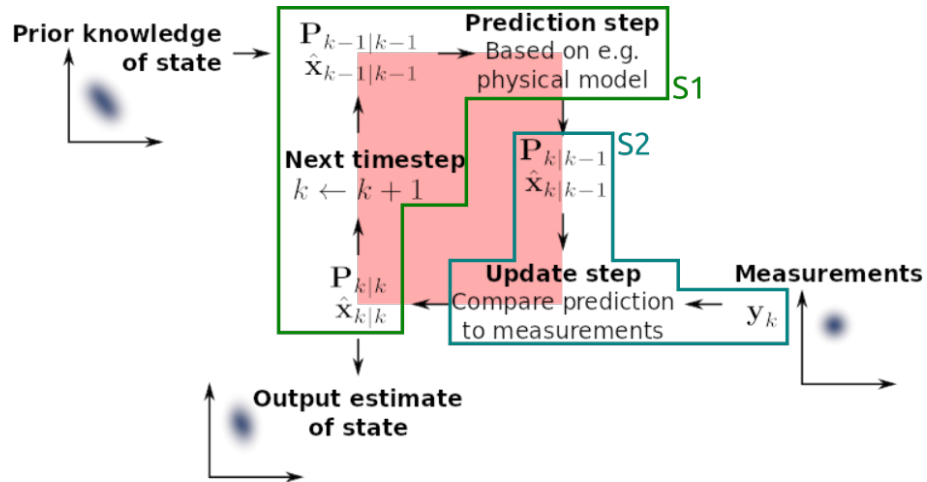 Prior knowledge
of state
P_{k−1|k−1}
x̂_{k−1|k−1}
Prediction step
Based on e.g.
physical model
S1
P_{k|k−1}
x̂_{k|k−1}
S2
Next timestep
k ← k + 1
P_{k|k}
x̂_{k|k}
Update step
Compare prediction
to measurements
Measurements
y_k
Output estimate
of state